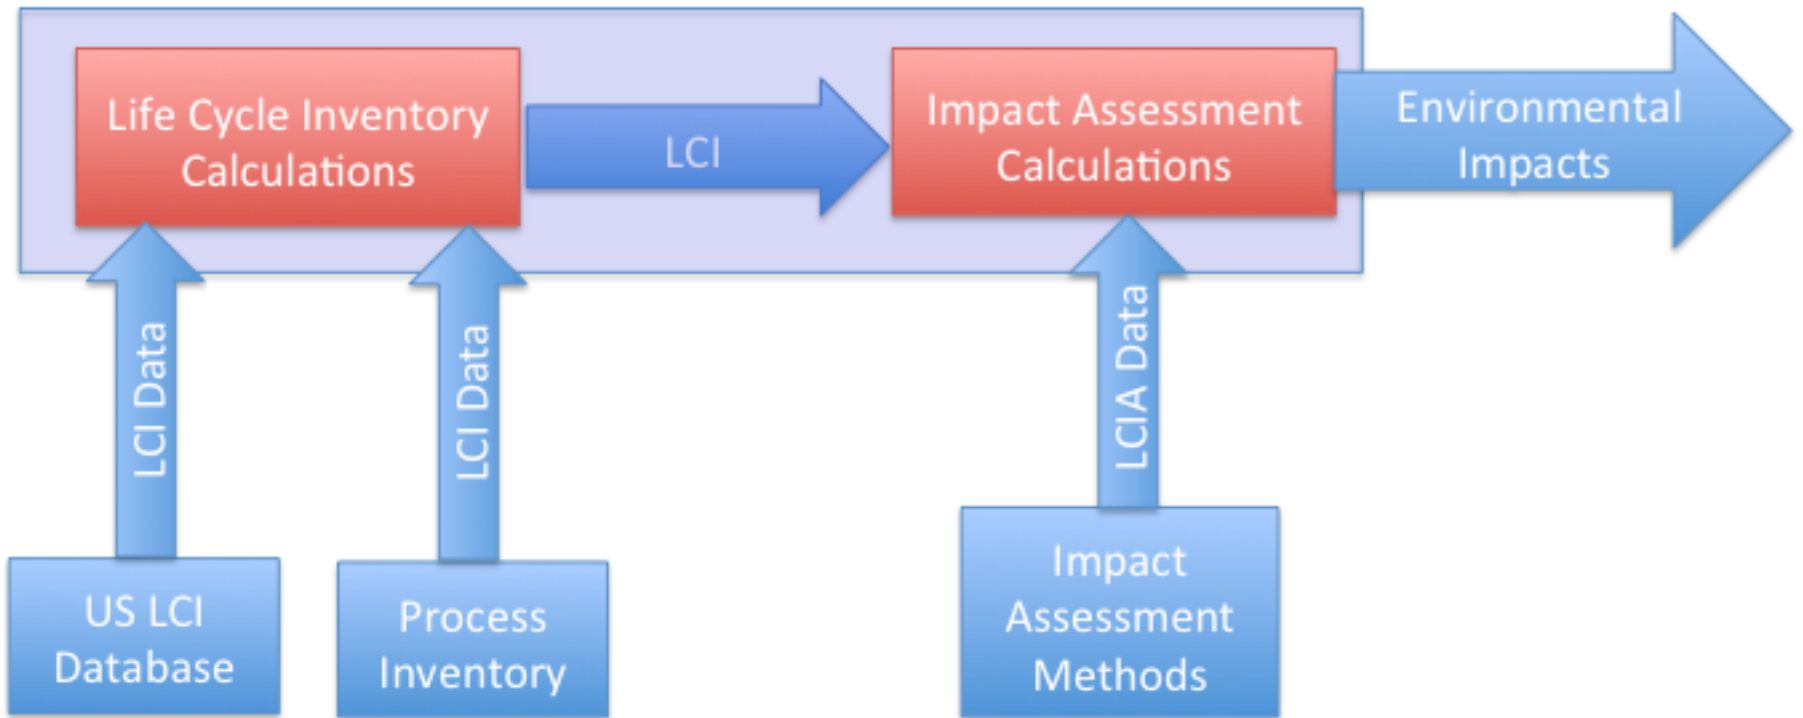 Life Cycle Inventory
Calculations
LCI
Impact Assessment
Calculations
Environmental
Impacts
LCI Data
LCI Data
LCIA Data
US LCI
Database
Process
Inventory
Impact
Assessment
Methods